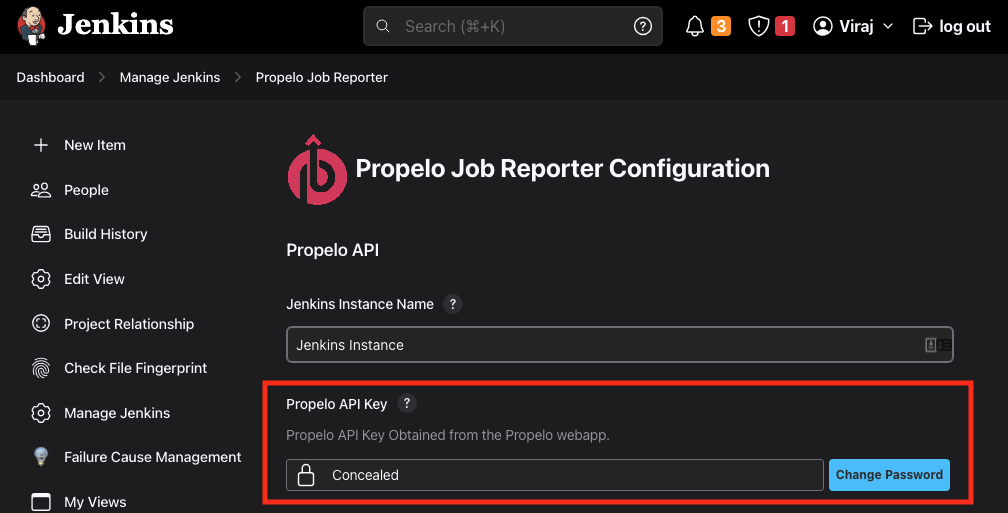 Jenkins
Search (⌘+K)
?
3
1
Viraj
log out
Dashboard
Manage Jenkins
Propelo Job Reporter
New Item
People
Build History
Edit View
Project Relationship
Check File Fingerprint
Manage Jenkins
Failure Cause Management
My Views
Propelo Job Reporter Configuration
Propelo API
Jenkins Instance Name ?
Jenkins Instance
Propelo API Key ?
Propelo API Key Obtained from the Propelo webapp.
Concealed
Change Password